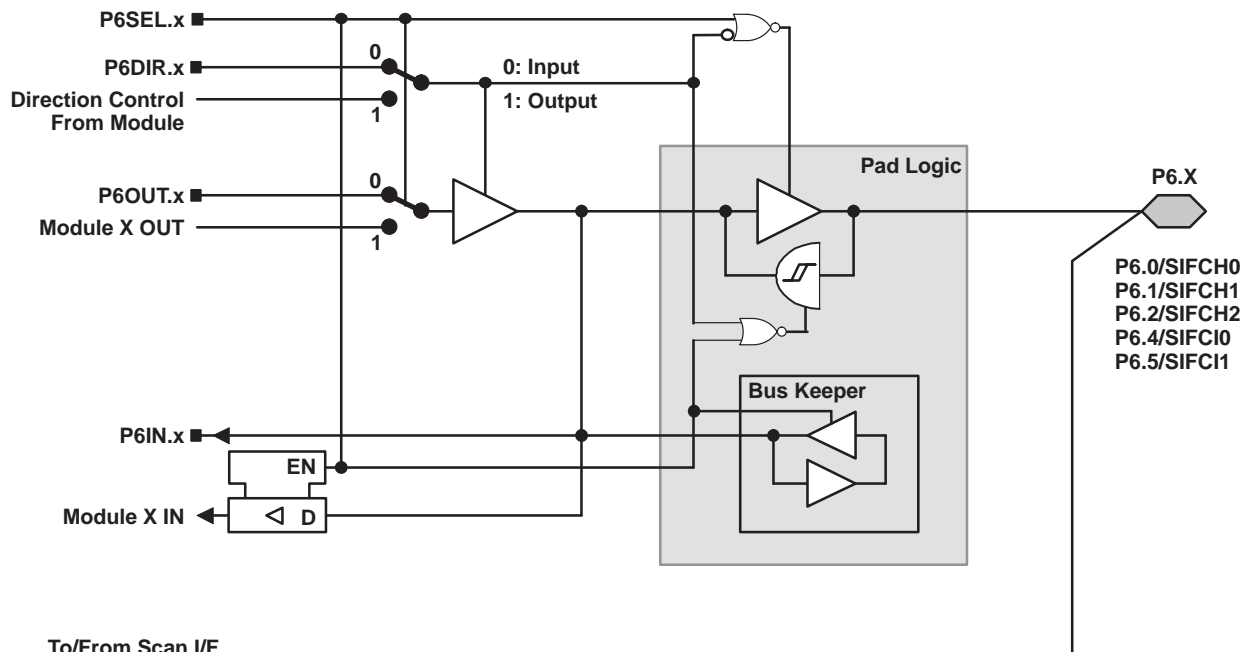 P6SEL.x
P6DIR.x
0
0: Input
Direction Control
From Module
1
1: Output
Pad Logic
P6OUT.x
0
P6.X
Module X OUT
1
P6.0/SIFCH0
P6.1/SIFCH1
P6.2/SIFCH2
P6.4/SIFCI0
P6.5/SIFCI1
Bus Keeper
P6IN.x
EN
Module X IN
D
To/From Scan I/F